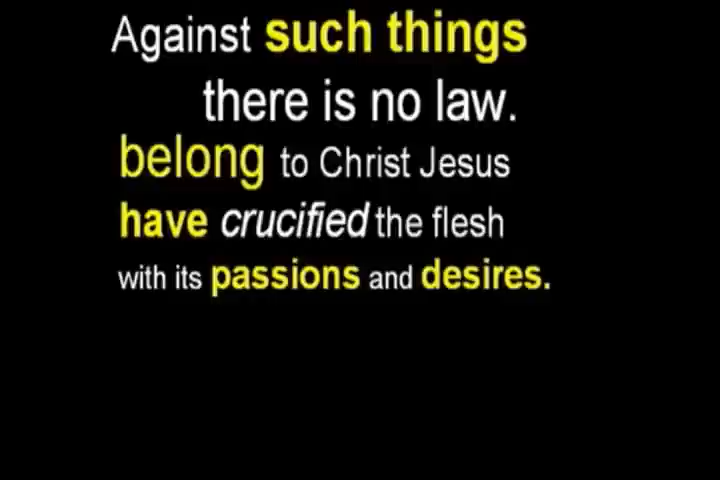 Against such things
there is no law.
belong to Christ Jesus
have crucified the flesh
with its passions and desires.